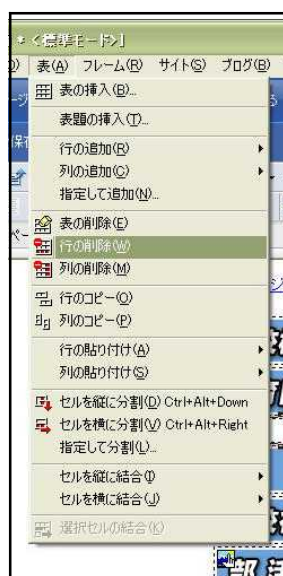 <標準モード>]
表(A) フレーム(R) サイト(S) ブログ(B)
表の挿入(B)...
表題の挿入(T)...
行の追加(R)
列の追加(C)
指定して追加(N)...
表の削除(E)
行の削除(W)
列の削除(M)
行のコピー(O)
列のコピー(P)
行の貼り付け(A)
列の貼り付け(S)
セルを縦に分割(D) Ctrl+Alt+Down
セルを横に分割(V) Ctrl+Alt+Right
指定して分割(L)...
セルを縦に結合(I)
セルを横に結合(J)
選択セルの結合(K)